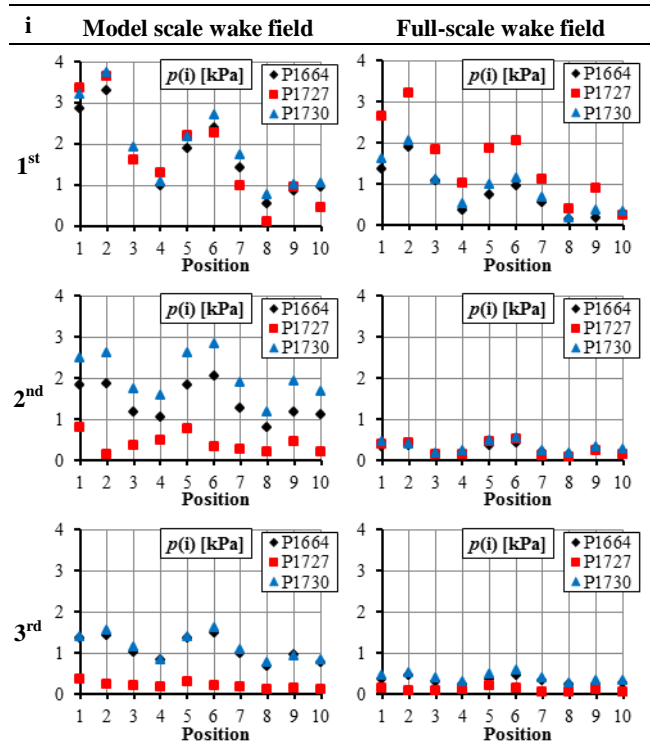 i Model scale wake field Full-scale wake field
1st
p(i) [kPa]
P1664
P1727
P1730
4
3
2
1
0
1 2 3 4 5 6 7 8 9 10
Position
p(i) [kPa]
P1664
P1727
P1730
4
3
2
1
0
1 2 3 4 5 6 7 8 9 10
Position
2nd
p(i) [kPa]
P1664
P1727
P1730
4
3
2
1
0
1 2 3 4 5 6 7 8 9 10
Position
p(i) [kPa]
P1664
P1727
P1730
4
3
2
1
0
1 2 3 4 5 6 7 8 9 10
Position
3rd
p(i) [kPa]
P1664
P1727
P1730
4
3
2
1
0
1 2 3 4 5 6 7 8 9 10
Position
p(i) [kPa]
P1664
P1727
P1730
4
3
2
1
0
1 2 3 4 5 6 7 8 9 10
Position